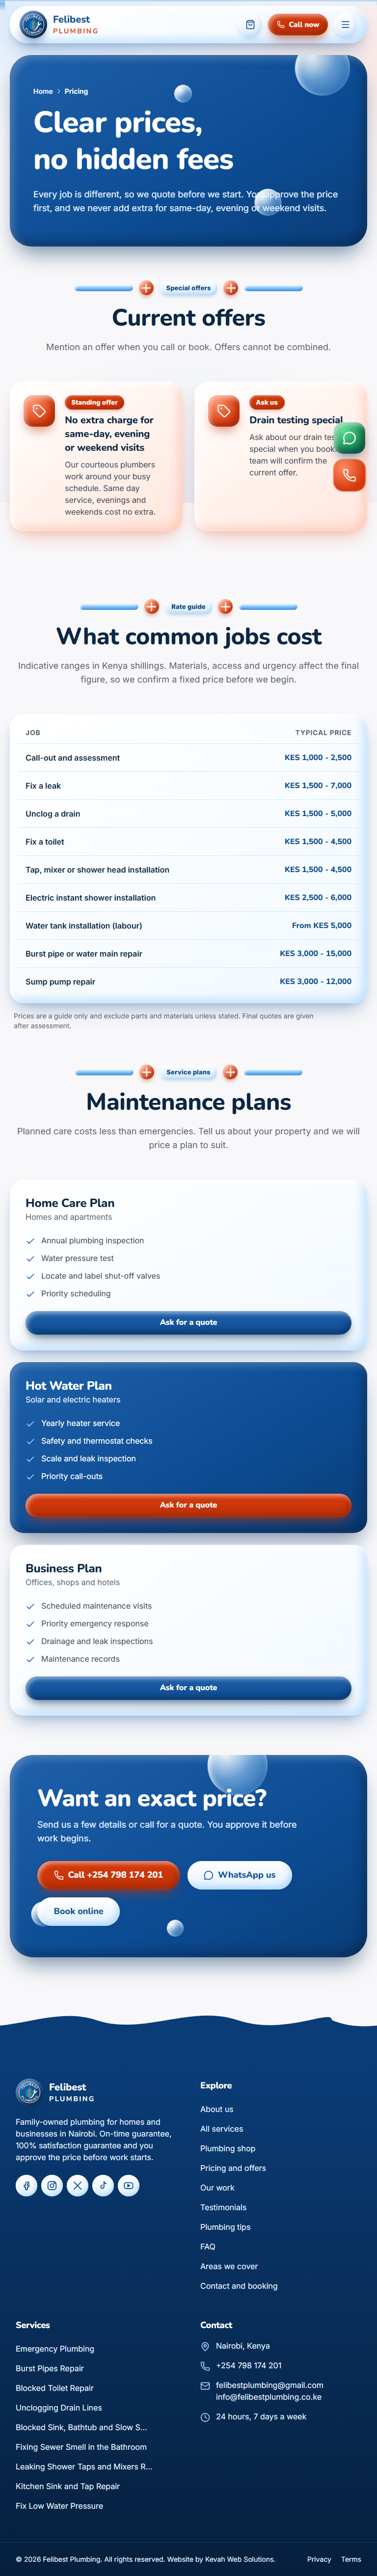 Felibest
PLUMBING
Call now
Home > Pricing
Clear prices,
no hidden fees
Every job is different, so we quote before we start. You approve the price
first, and we never add extra for same-day, evening or weekend visits.
Special offers
Current offers
Mention an offer when you call or book. Offers cannot be combined.
Standing offer
No extra charge for
same-day, evening
or weekend visits
Our courteous plumbers
work around your busy
schedule. Same day
service, evenings and
weekends cost no extra.
Ask us
Drain testing special
Ask about our drain
special when you book
team will confirm the
current offer.
Rate guide
What common jobs cost
Indicative ranges in Kenya shillings. Materials, access and urgency affect the final
figure, so we confirm a fixed price before we begin.
JOB TYPICAL PRICE
Call-out and assessment KES 1,000 - 2,500
Fix a leak KES 1,500 - 7,000
Unclog a drain KES 1,500 - 5,000
Fix a toilet KES 1,500 - 4,500
Tap, mixer or shower head installation KES 1,500 - 4,500
Electric instant shower installation KES 2,500 - 6,000
Water tank installation (labour) From KES 5,000
Burst pipe or water main repair KES 3,000 - 15,000
Sump pump repair KES 3,000 - 12,000
Prices are a guide only and exclude parts and materials unless stated. Final quotes are given
after assessment.
Service plans
Maintenance plans
Planned care costs less than emergencies. Tell us about your property and we will
price a plan to suit.
Home Care Plan
Homes and apartments
Annual plumbing inspection
Water pressure test
Locate and label shut-off valves
Priority scheduling
Ask for a quote
Hot Water Plan
Solar and electric heaters
Yearly heater service
Safety and thermostat checks
Scale and leak inspection
Priority call-outs
Ask for a quote
Business Plan
Offices, shops and hotels
Scheduled maintenance visits
Priority emergency response
Drainage and leak inspections
Maintenance records
Ask for a quote
Want an exact price?
Send us a few details or call for a quote. You approve it before
work begins.
Call +254 798 174 201
WhatsApp us
Book online
Felibest
PLUMBING
Family-owned plumbing for homes and
businesses in Nairobi. On-time guarantee,
100% satisfaction guarantee and you
approve the price before work starts.
Explore
About us
All services
Plumbing shop
Pricing and offers
Our work
Testimonials
Plumbing tips
FAQ
Areas we cover
Contact and booking
Services
Emergency Plumbing
Burst Pipes Repair
Blocked Toilet Repair
Unclogging Drain Lines
Blocked Sink, Bathtub and Slow S...
Fixing Sewer Smell in the Bathroom
Leaking Shower Taps and Mixers R...
Kitchen Sink and Tap Repair
Fix Low Water Pressure
Contact
Nairobi, Kenya
+254 798 174 201
felibestplumbing@gmail.com
info@felibestplumbing.co.ke
24 hours, 7 days a week
© 2026 Felibest Plumbing. All rights reserved. Website by Kevah Web Solutions.
Privacy Terms